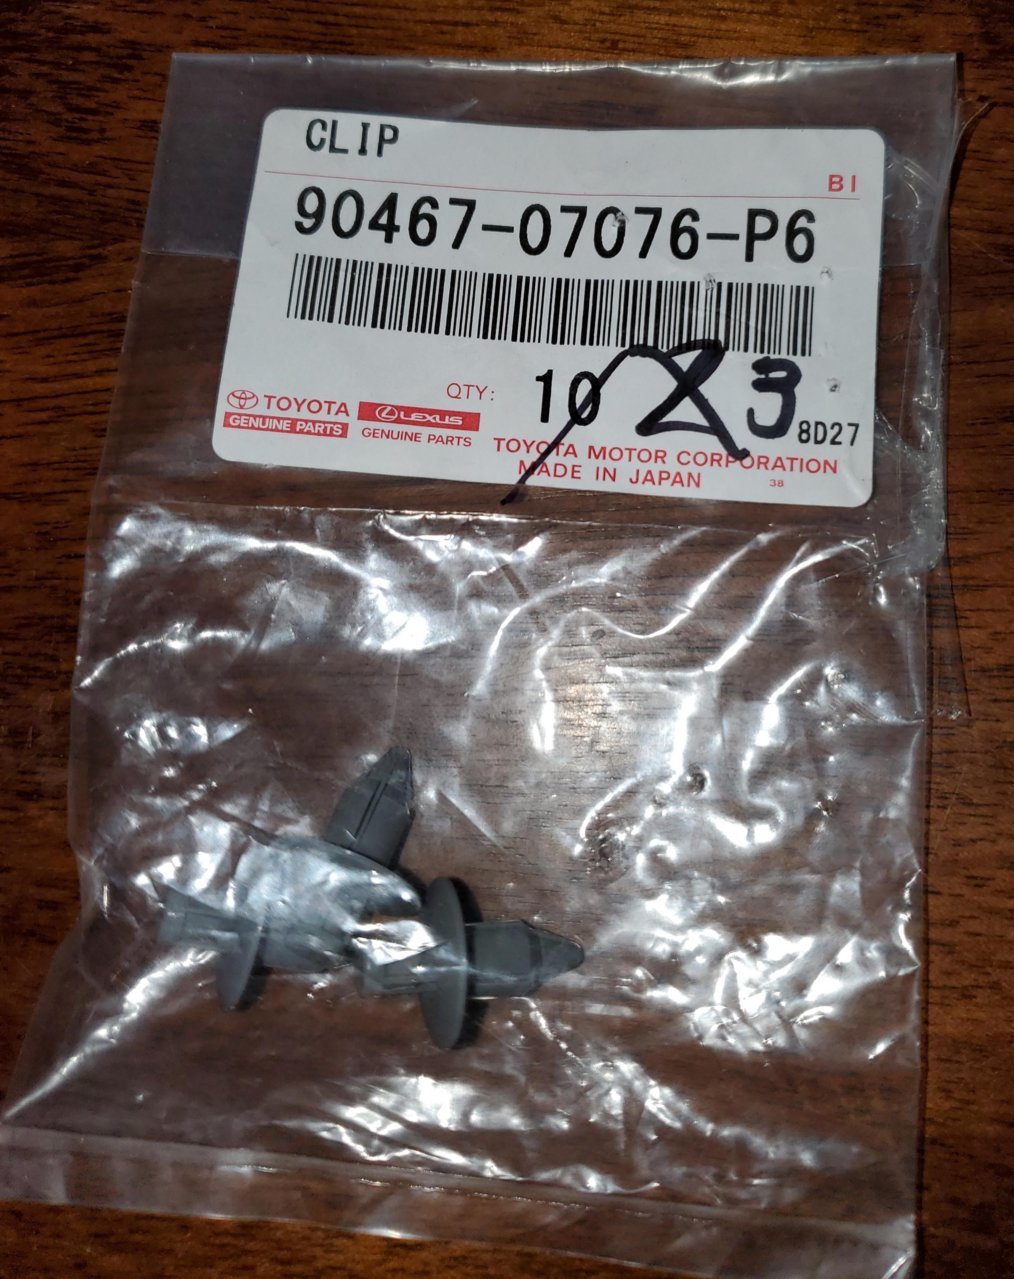 CLIP
BI
90467-07076-P6
QTY: 10 3
8D27
TOYOTA
GENUINE PARTS
LEXUS
GENUINE PARTS
TOYOTA MOTOR CORPORATION
MADE IN JAPAN
38